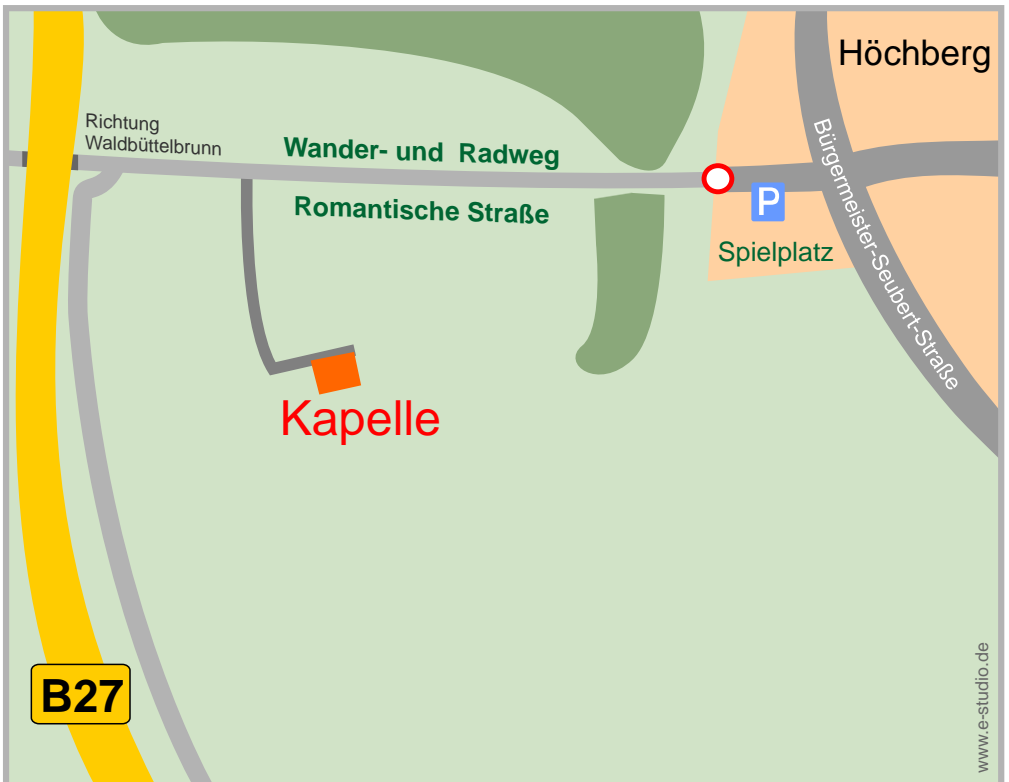 Höchberg
Richtung
Waldbüttelbrunn
Wander- und Radweg
Romantische Straße
P
Spielplatz
Bürgermeister-Seubert-Straße
Kapelle
B27
www.e-studio.de